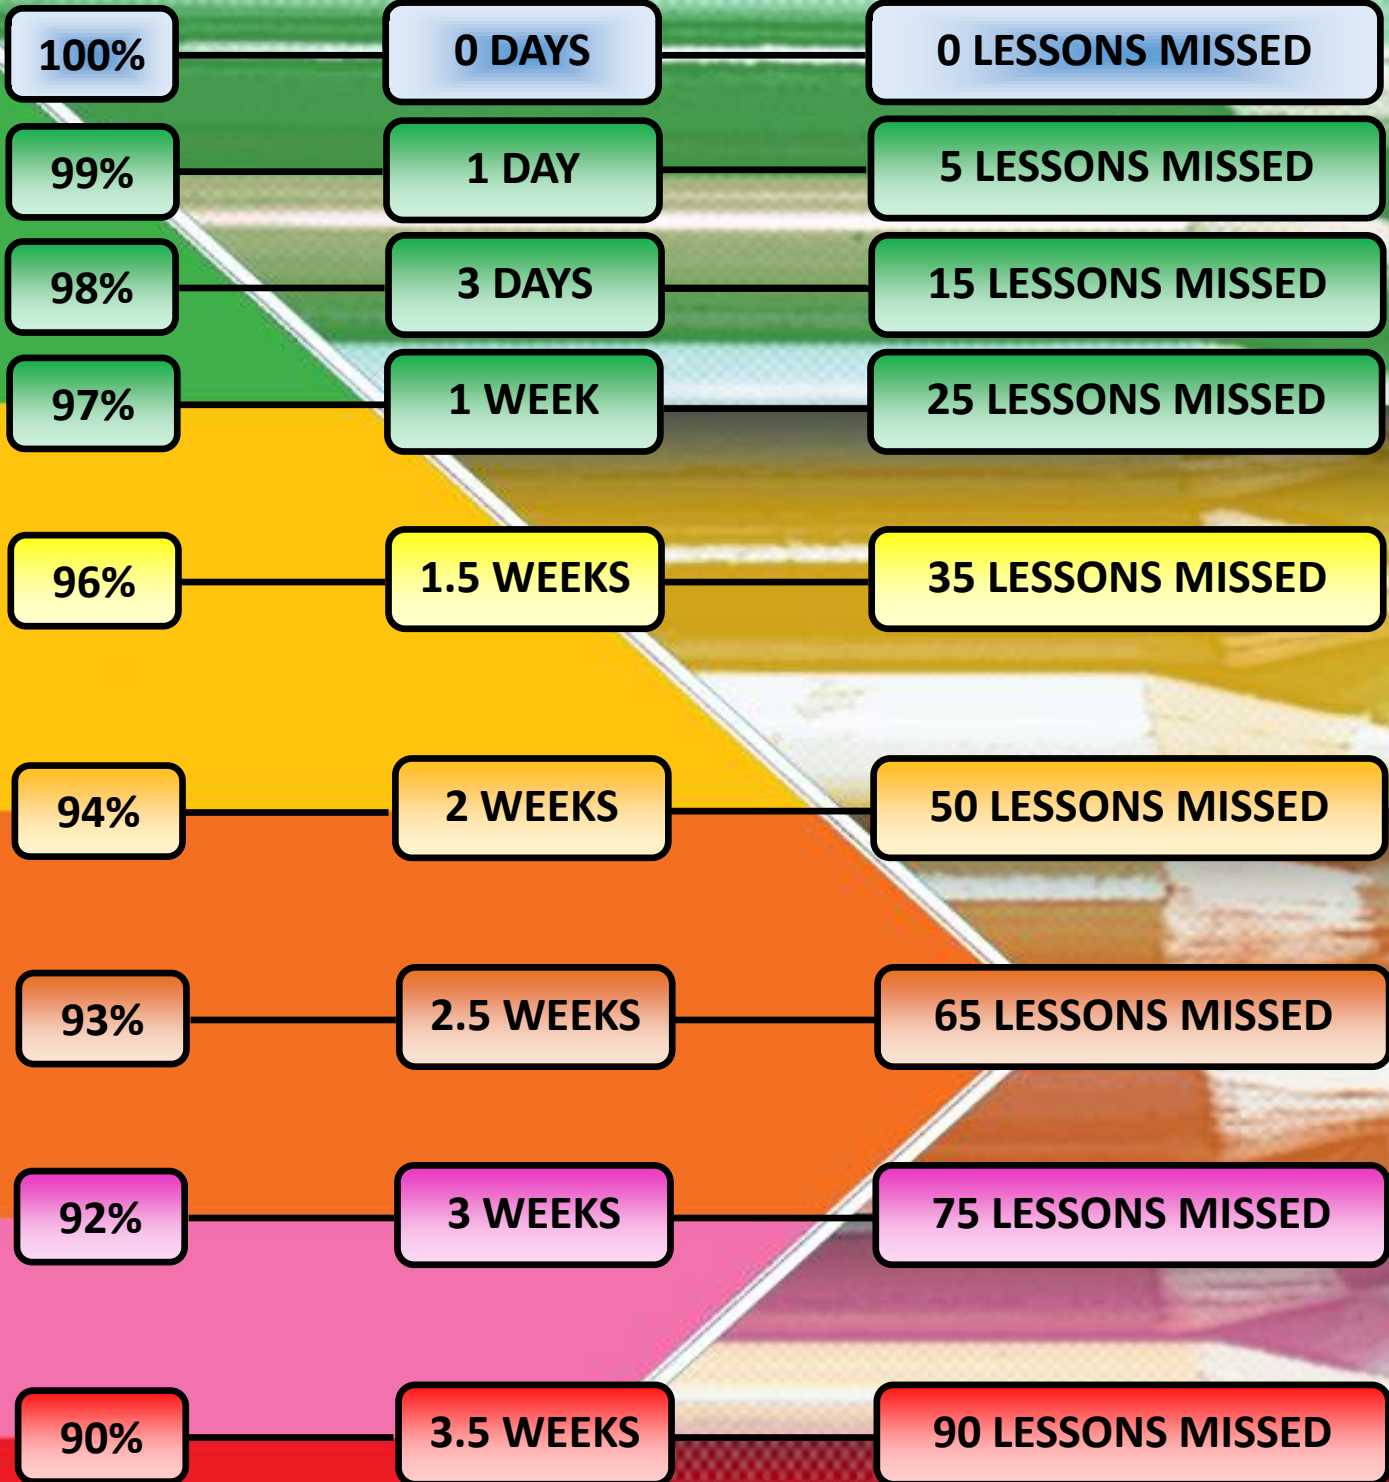 100% 0 DAYS 0 LESSONS MISSED
99% 1 DAY 5 LESSONS MISSED
98% 3 DAYS 15 LESSONS MISSED
97% 1 WEEK 25 LESSONS MISSED
96% 1.5 WEEKS 35 LESSONS MISSED
94% 2 WEEKS 50 LESSONS MISSED
93% 2.5 WEEKS 65 LESSONS MISSED
92% 3 WEEKS 75 LESSONS MISSED
90% 3.5 WEEKS 90 LESSONS MISSED